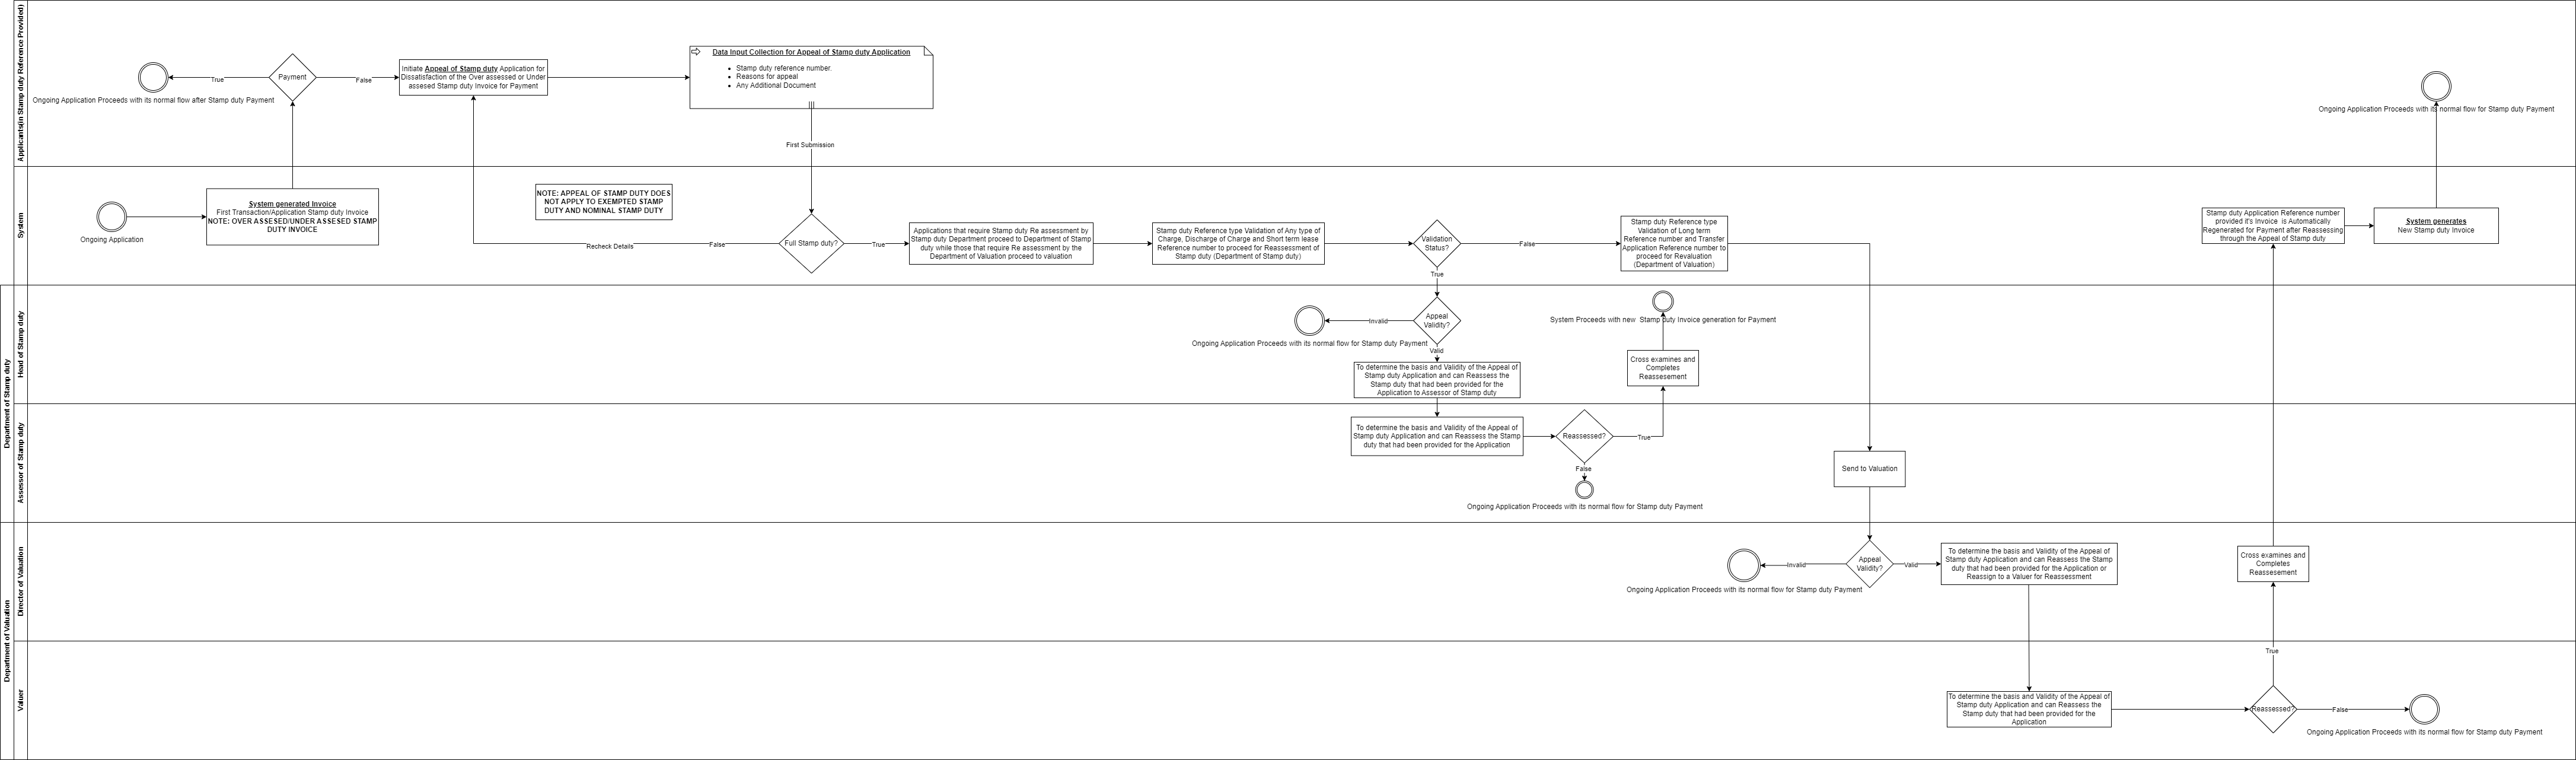 Applicants(in Stamp duty Reference Provided)
Payment
True
False
Ongoing Application Proceeds with its normal flow after Stamp duty Payment
Initiate Appeal of Stamp duty Application for
Dissatisfaction of the Over assessed or Under
assesed Stamp duty Invoice for Payment
Data Input Collection for Appeal of Stamp duty Application
Stamp duty reference number.
Reasons for appeal
Any Additional Document
First Submission
Ongoing Application Proceeds with its normal flow for Stamp duty Payment
System
Ongoing Application
System generated Invoice
First Transaction/Application Stamp duty Invoice
NOTE: OVER ASSESED/UNDER ASSESED STAMP
DUTY INVOICE
NOTE: APPEAL OF STAMP DUTY DOES
NOT APPLY TO EXEMPTED STAMP
DUTY AND NOMINAL STAMP DUTY
Recheck Details
False
Full Stamp duty?
True
Applications that require Stamp duty Re assessment by
Stamp duty Department proceed to Department of Stamp
duty while those that require Re assessment by the
Department of Valuation proceed to valuation
Stamp duty Reference type Validation of Any type of
Charge, Discharge of Charge and Short term lease
Reference number to proceed for Reassessment of
Stamp duty (Department of Stamp duty)
Validation
Status?
False
True
Stamp duty Reference type
Validation of Long term
Reference number and Transfer
Application Reference number to
proceed for Revaluation
(Department of Valuation)
Stamp duty Application Reference number
provided it's Invoice is Automatically
Regenerated for Payment after Reassessing
through the Appeal of Stamp duty
System generates
New Stamp duty Invoice
Department of Stamp duty
Head of Stamp duty
Appeal
Validity?
Invalid
Valid
Ongoing Application Proceeds with its normal flow for Stamp duty Payment
To determine the basis and Validity of the Appeal of
Stamp duty Application and can Reassess the
Stamp duty that had been provided for the
Application to Assessor of Stamp duty
System Proceeds with new Stamp duty Invoice generation for Payment
Cross examines and
Completes
Reassesement
Assessor of Stamp duty
To determine the basis and Validity of the Appeal of
Stamp duty Application and can Reassess the Stamp
duty that had been provided for the Application
Reassessed?
True
False
Ongoing Application Proceeds with its normal flow for Stamp duty Payment
Send to Valuation
Department of Valuation
Director of Valuation
Appeal
Validity?
Invalid
Valid
Ongoing Application Proceeds with its normal flow for Stamp duty Payment
To determine the basis and Validity of the Appeal of
Stamp duty Application and can Reassess the Stamp
duty that had been provided for the Application or
Reassign to a Valuer for Reassessment
Cross examines and
Completes
Reassesement
Valuer
True
To determine the basis and Validity of the Appeal of
Stamp duty Application and can Reassess the
Stamp duty that had been provided for the
Application
Reassessed?
False
Ongoing Application Proceeds with its normal flow for Stamp duty Payment